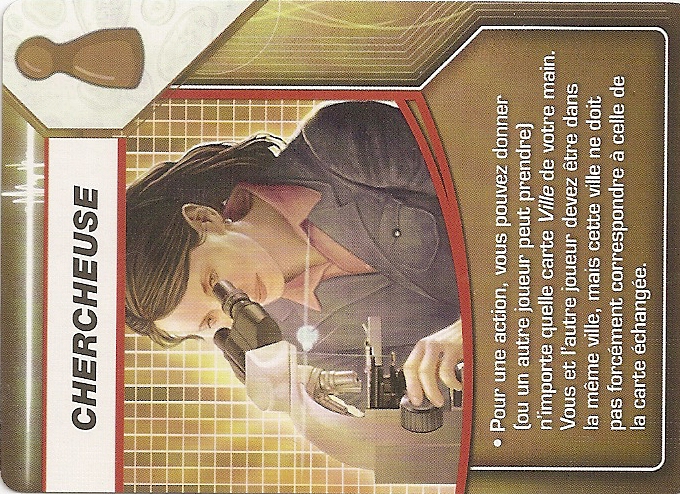 CHERCHEUSE
• Pour une action, vous pouvez donner
(ou un autre joueur peut prendre)
n'importe quelle carte Ville de votre main.
Vous et l'autre joueur devez être dans
la même ville, mais cette ville ne doit
pas forcément correspondre à celle de
la carte échangée.